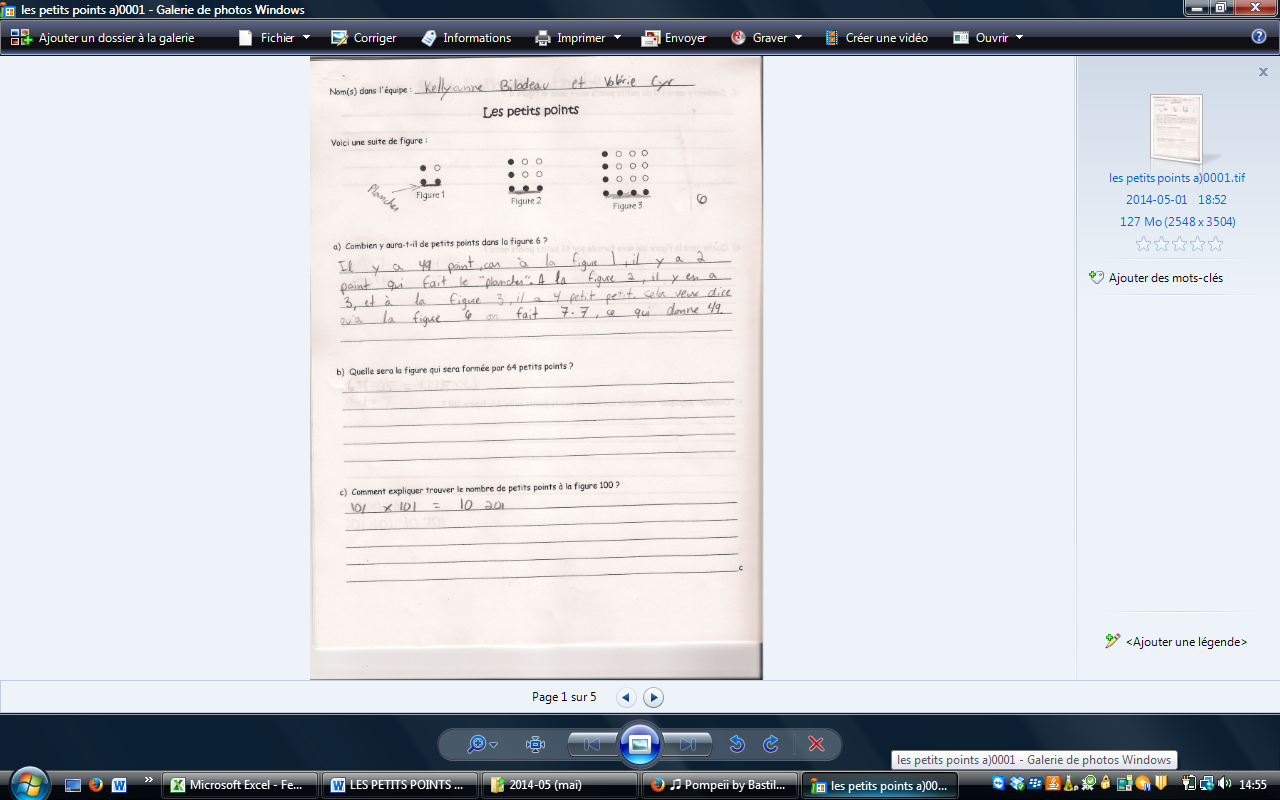 les petits points a)0001 - Galerie de photos Windows
Ajouter un dossier à la galerie Fichier Corriger Informations Imprimer Envoyer Graver Créer une vidéo Ouvrir
Nom(s) dans l'équipe : Kellyanne Bilodeau et Valérie Cyr
Les petits points
Voici une suite de figure :
Plancher
Figure 1 Figure 2 Figure 3
6
a) Combien y aura-t-il de petits points dans la figure 6 ?
Il y a 49 point, car à la figure 1, il y a 2
point qui fait le "plancher". A la figure 2, il y en a
3, et à la figure 3, il a 4 petit petit. cela veux dire
qu'a la figure 6 on fait 7·7, ce qui donne 49.
b) Quelle sera la figure qui sera formée par 64 petits points ?
c) Comment expliquer trouver le nombre de petits points à la figure 100 ?
101 x 101 = 10 201
c
les petits points a)0001.tif
2014-05-01 18:52
127 Mo (2548 x 3504)
Ajouter des mots-clés
<Ajouter une légende>
Page 1 sur 5
les petits points a)0001 - Galerie de photos Windows
Microsoft Excel - Fe... LES PETITS POINTS ... 2014-05 (mai) Pompeii by Bastil... les petits points a)00... 14:55